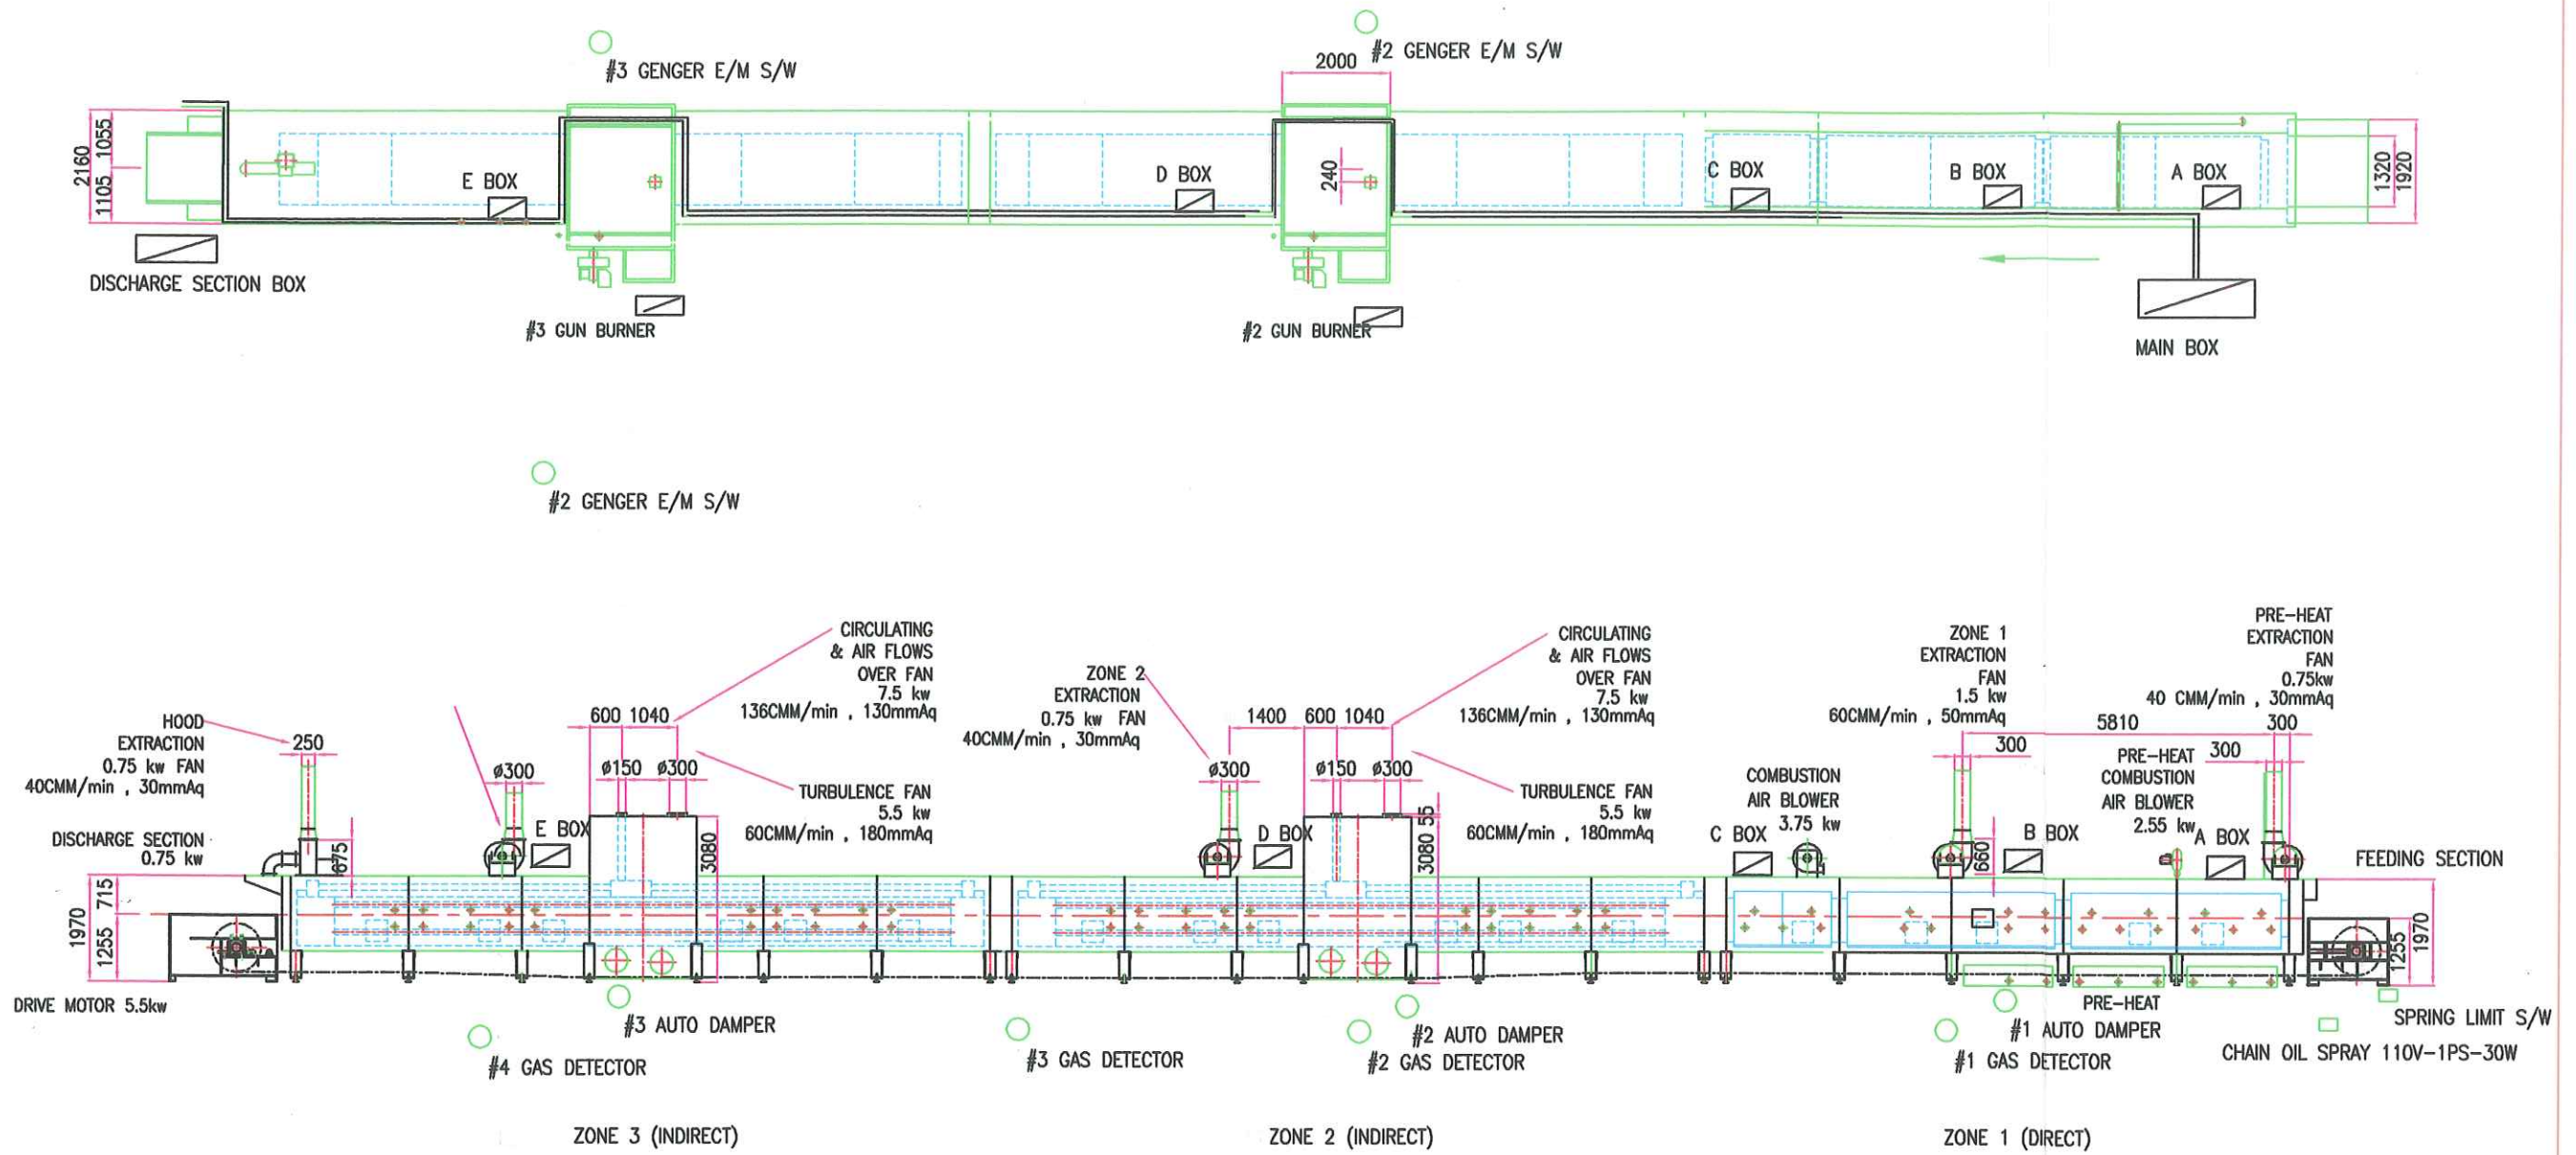 #3 GENGER E/M S/W
#2 GENGER E/M S/W
2000
2160
1055
1105
E BOX
D BOX
240
C BOX
B BOX
A BOX
1320
1920
DISCHARGE SECTION BOX
#3 GUN BURNER
#2 GUN BURNER
MAIN BOX
#2 GENGER E/M S/W
HOOD
EXTRACTION
0.75 kw FAN
40CMM/min , 30mmAq
250
DISCHARGE SECTION
0.75 kw
675
ø300
E BOX
600 1040
ø150 ø300
CIRCULATING
& AIR FLOWS
OVER FAN
7.5 kw
136CMM/min , 130mmAq
TURBULENCE FAN
5.5 kw
60CMM/min , 180mmAq
3080
ZONE 2
EXTRACTION
0.75 kw FAN
40CMM/min , 30mmAq
ø300
D BOX
1400 600 1040
ø150 ø300
CIRCULATING
& AIR FLOWS
OVER FAN
7.5 kw
136CMM/min , 130mmAq
TURBULENCE FAN
5.5 kw
60CMM/min , 180mmAq
3080 55
COMBUSTION
AIR BLOWER
3.75 kw
C BOX
ZONE 1
EXTRACTION
FAN
1.5 kw
60CMM/min , 50mmAq
300
660
B BOX
PRE-HEAT
EXTRACTION
FAN
0.75kw
40 CMM/min , 30mmAq
5810
300
PRE-HEAT
COMBUSTION
AIR BLOWER
2.55 kw
300
A BOX
FEEDING SECTION
1970
715
1255
1255
1970
DRIVE MOTOR 5.5kw
#3 AUTO DAMPER
#4 GAS DETECTOR
#3 GAS DETECTOR
#2 AUTO DAMPER
#2 GAS DETECTOR
PRE-HEAT
#1 AUTO DAMPER
#1 GAS DETECTOR
SPRING LIMIT S/W
CHAIN OIL SPRAY 110V-1PS-30W
ZONE 3 (INDIRECT)
ZONE 2 (INDIRECT)
ZONE 1 (DIRECT)